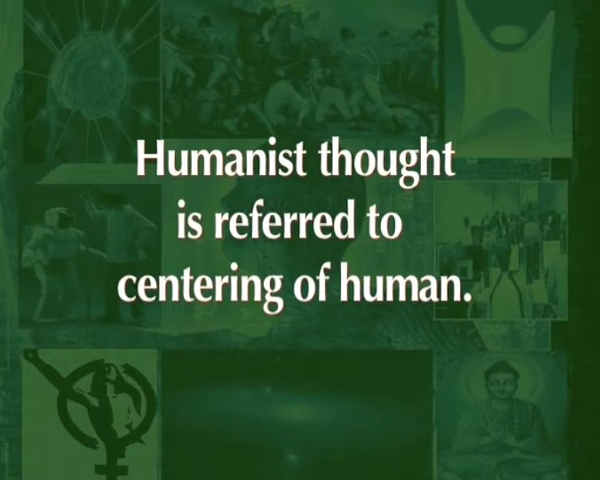 Humanist thought
is referred to
centering of human.